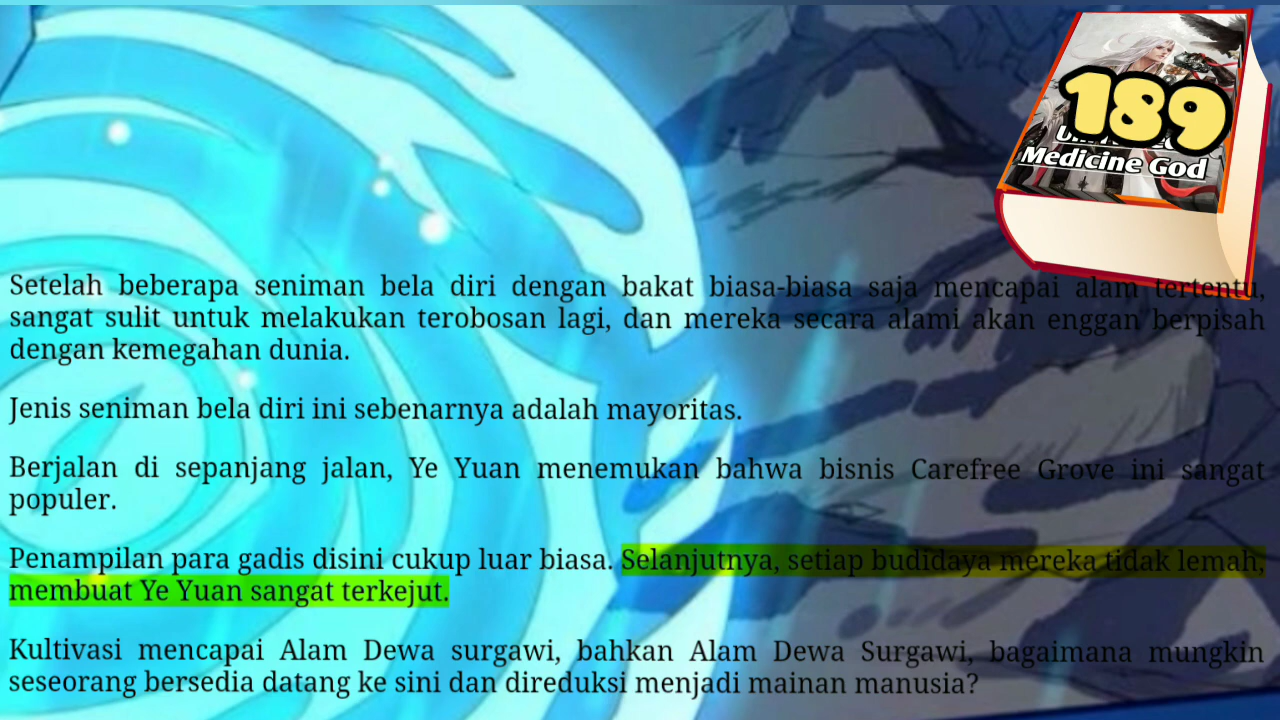 189
Medicine God
Setelah beberapa seniman bela diri dengan bakat biasa-biasa saja mencapai alam tertentu,
sangat sulit untuk melakukan terobosan lagi, dan mereka secara alami akan enggan berpisah
dengan kemegahan dunia.
Jenis seniman bela diri ini sebenarnya adalah mayoritas.
Berjalan di sepanjang jalan, Ye Yuan menemukan bahwa bisnis Carefree Grove ini sangat
populer.
Penampilan para gadis disini cukup luar biasa. Selanjutnya, setiap budidaya mereka tidak lemah,
membuat Ye Yuan sangat terkejut.
Kultivasi mencapai Alam Dewa surgawi, bahkan Alam Dewa Surgawi, bagaimana mungkin
seseorang bersedia datang ke sini dan direduksi menjadi mainan manusia?